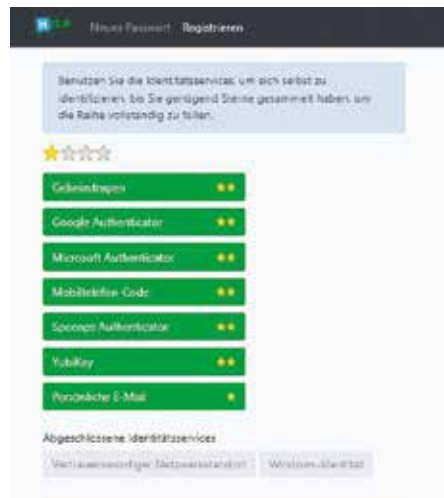 Neues Passwort Registrieren
Benutzen Sie die Identitätsservices, um sich selbst zu
identifizieren, bis Sie genügend Sterne gesammelt haben, um
die Reihe vollständig zu füllen.
Geheimfragen
Google Authenticator
Microsoft Authenticator
Mobiltelefon-Code
Specops Authenticator
YubiKey
Persönliche E-Mail
Abgeschlossene Identitätsservices
Vertrauenswürdiger Netzwerkstandort Windows-Identität